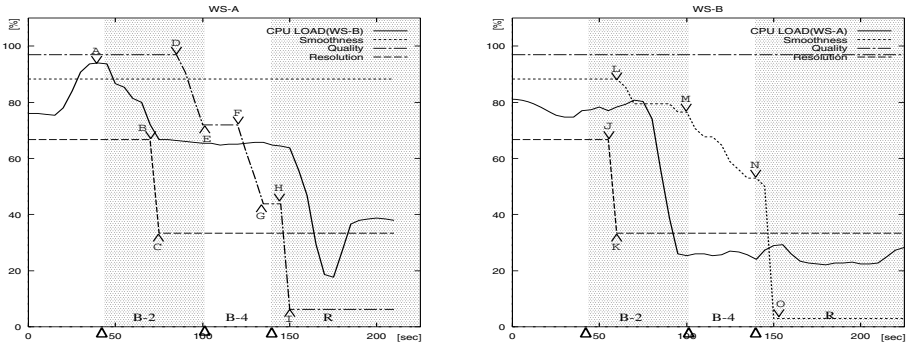 WS-A
[%]
CPU LOAD(WS-B)
Smoothness
Quality
Resolution
100
80
60
40
20
0
A
D
B
E
F
C
G
H
I
B-2
B-4
R
0
50
100
150
200
[sec]
WS-B
[%]
CPU LOAD(WS-A)
Smoothness
Quality
Resolution
100
80
60
40
20
0
L
M
J
N
K
O
B-2
B-4
R
0
50
100
150
200
[sec]